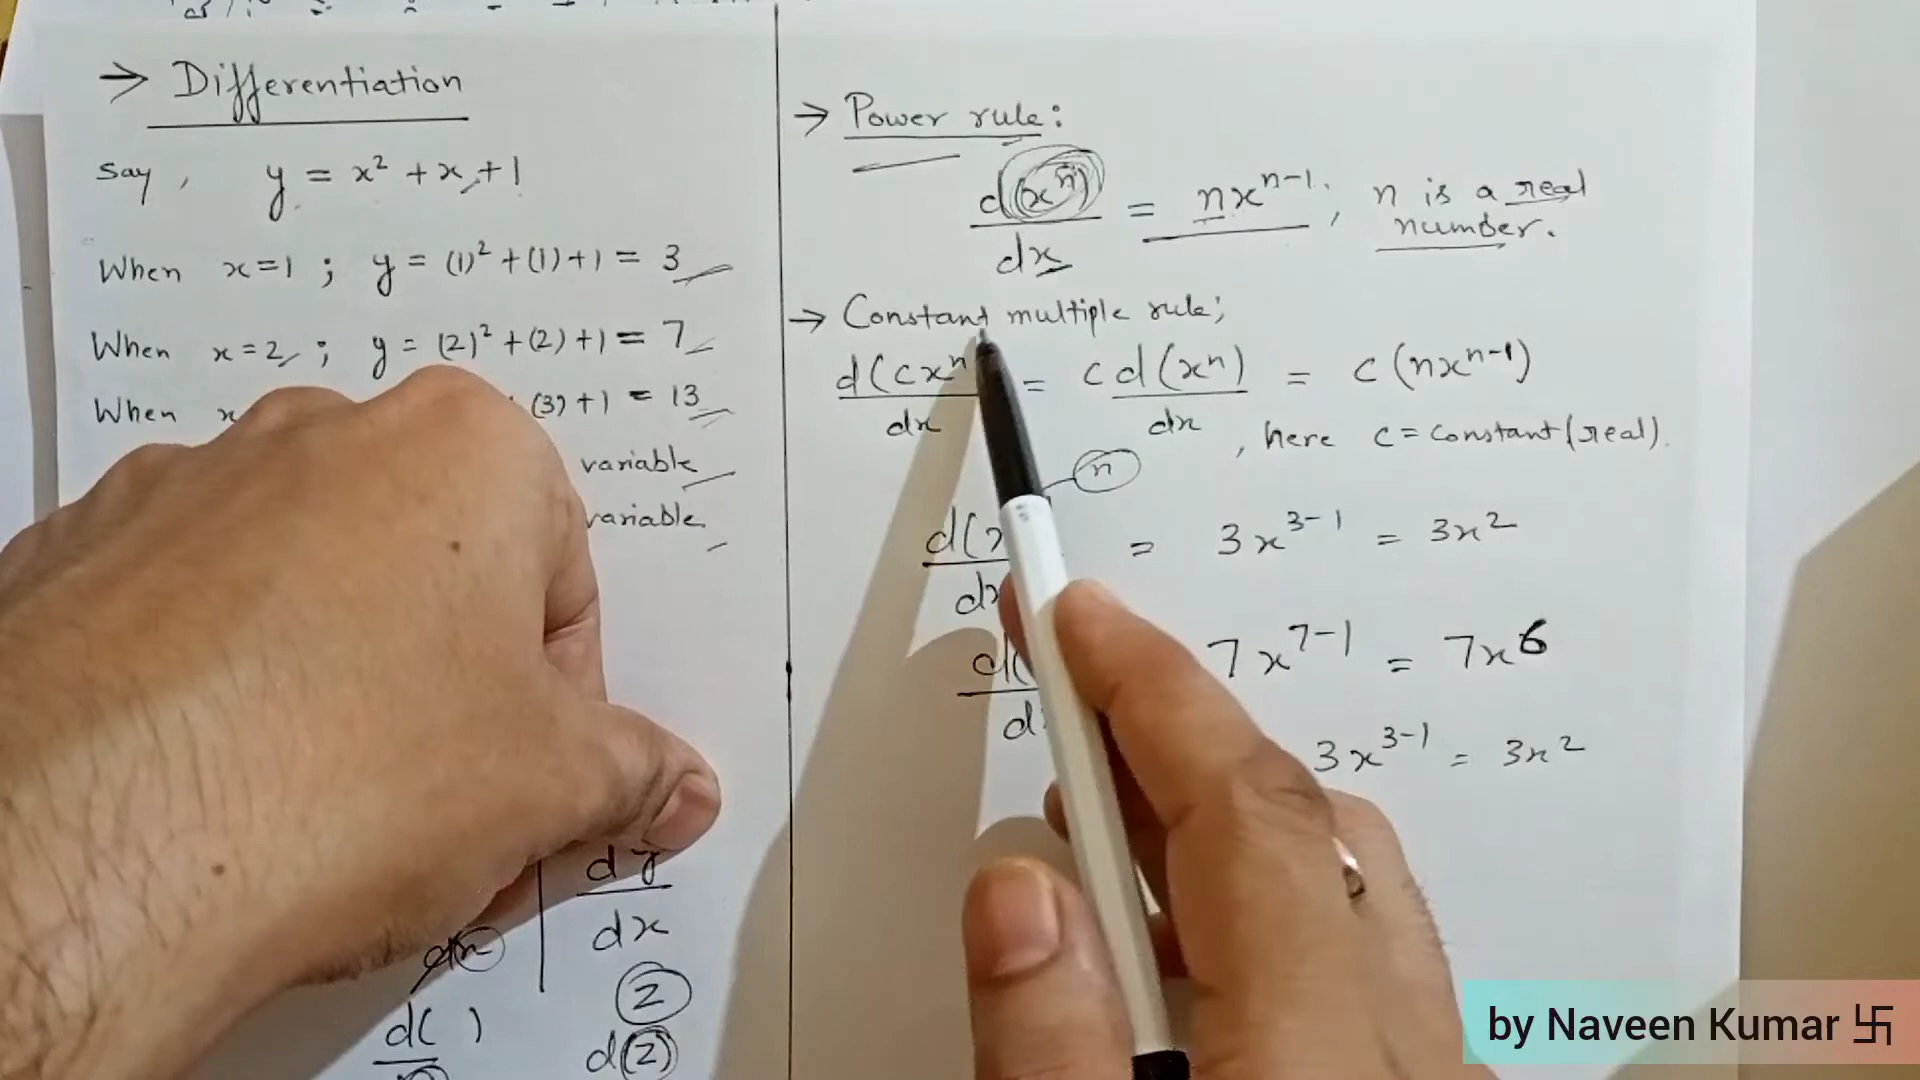 → Differentiation
Say, y = x² + x + 1
When x=1 ; y = (1)² + (1) + 1 = 3
When x=2 ; y = (2)² + (2) + 1 = 7
When x (3) + 1 = 13
variable
variable
dy
dx
dx
z
d( )
d(z)
→ Power rule:
d(xⁿ)/dx = nxⁿ⁻¹ , n is a real number.
→ Constant multiple rule;
d(cxⁿ/dx = c d(xⁿ)/dx = c(nxⁿ⁻¹)
, here c = constant (real).
n
d(x/dx = 3x³⁻¹ = 3x²
d( 7x⁷⁻¹ = 7x⁶
d
3x³⁻¹ = 3x²
by Naveen Kumar 卐